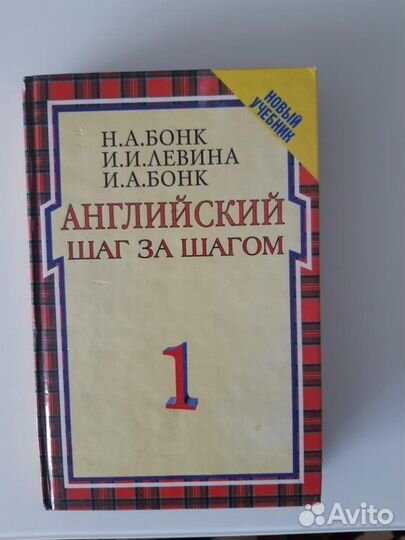 НОВЫЙ
УЧЕБНИК
Н.А.БОНК
И.И.ЛЕВИНА
И.А.БОНК
АНГЛИЙСКИЙ
ШАГ ЗА ШАГОМ
1
Avito